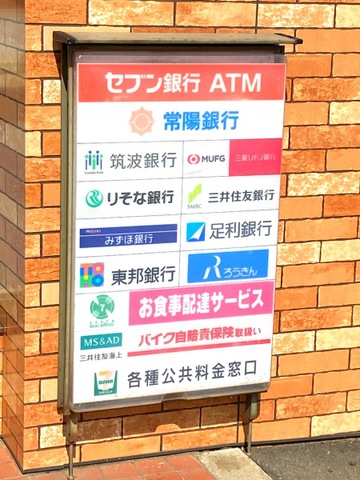 セブン銀行 ATM
常陽銀行
筑波銀行
MUFG 三菱UFJ銀行
りそな銀行
SMBC 三井住友銀行
MIZUHO みずほ銀行
足利銀行
東邦銀行
ろうきん
7
お食事配達サービス
MS&AD
三井住友海上
バイク自賠責保険取扱い
各種公共料金窓口